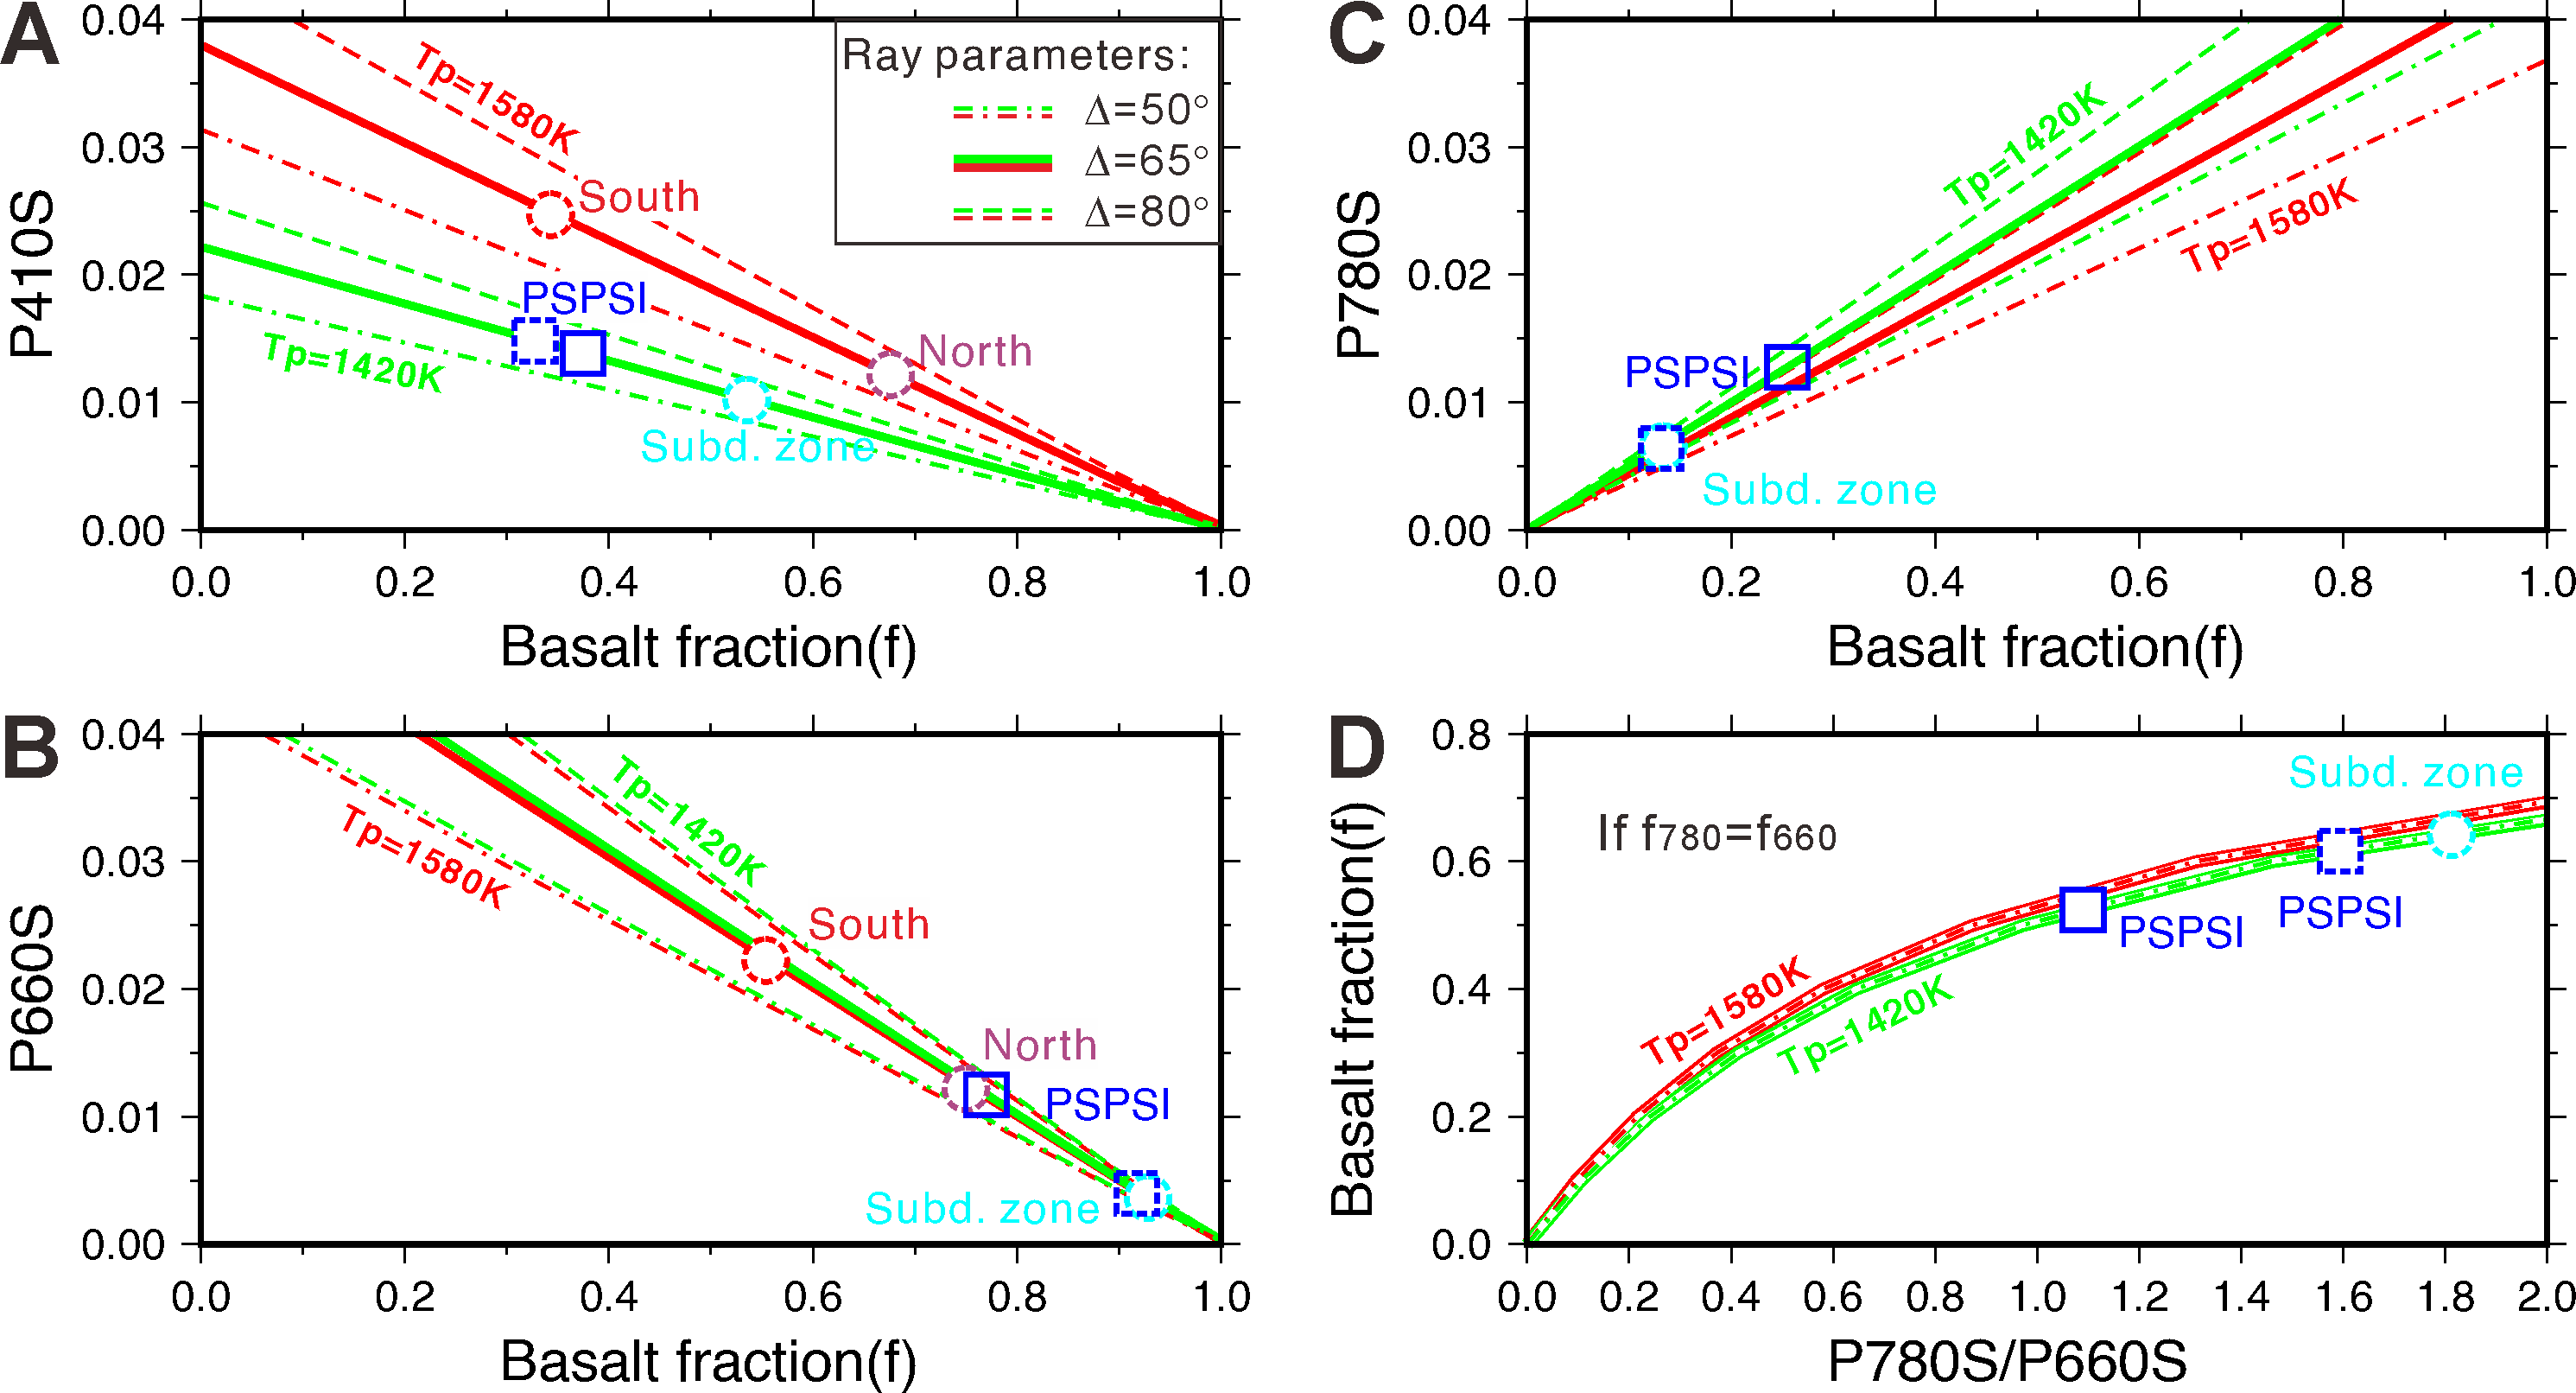 A
P410S
0.04
0.03
0.02
0.01
0.00
0.0 0.2 0.4 0.6 0.8 1.0
Basalt fraction(f)
Tp=1580K
Tp=1420K
South
North
PSPSI
Subd. zone
Ray parameters:
Δ=50°
Δ=65°
Δ=80°
C
P780S
0.04
0.03
0.02
0.01
0.00
0.0 0.2 0.4 0.6 0.8 1.0
Basalt fraction(f)
Tp=1420K
Tp=1580K
PSPSI
Subd. zone
B
P660S
0.04
0.03
0.02
0.01
0.00
0.0 0.2 0.4 0.6 0.8 1.0
Basalt fraction(f)
Tp=1420K
Tp=1580K
South
North
PSPSI
Subd. zone
D
Basalt fraction(f)
0.8
0.6
0.4
0.2
0.0
0.0 0.2 0.4 0.6 0.8 1.0 1.2 1.4 1.6 1.8 2.0
P780S/P660S
If f780=f660
Subd. zone
PSPSI
PSPSI
Tp=1580K
Tp=1420K